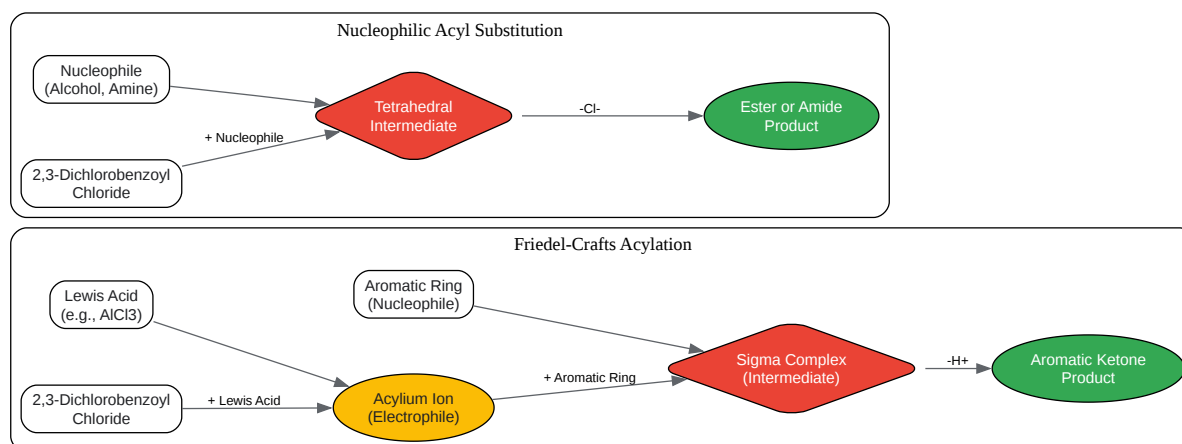 Nucleophilic Acyl Substitution
Nucleophile
(Alcohol, Amine)
+ Nucleophile
2,3-Dichlorobenzoyl
Chloride
Tetrahedral
Intermediate
-Cl-
Ester or Amide
Product
Friedel-Crafts Acylation
Lewis Acid
(e.g., AlCl3)
Aromatic Ring
(Nucleophile)
2,3-Dichlorobenzoyl
Chloride
+ Lewis Acid
Acylium Ion
(Electrophile)
+ Aromatic Ring
Sigma Complex
(Intermediate)
-H+
Aromatic Ketone
Product